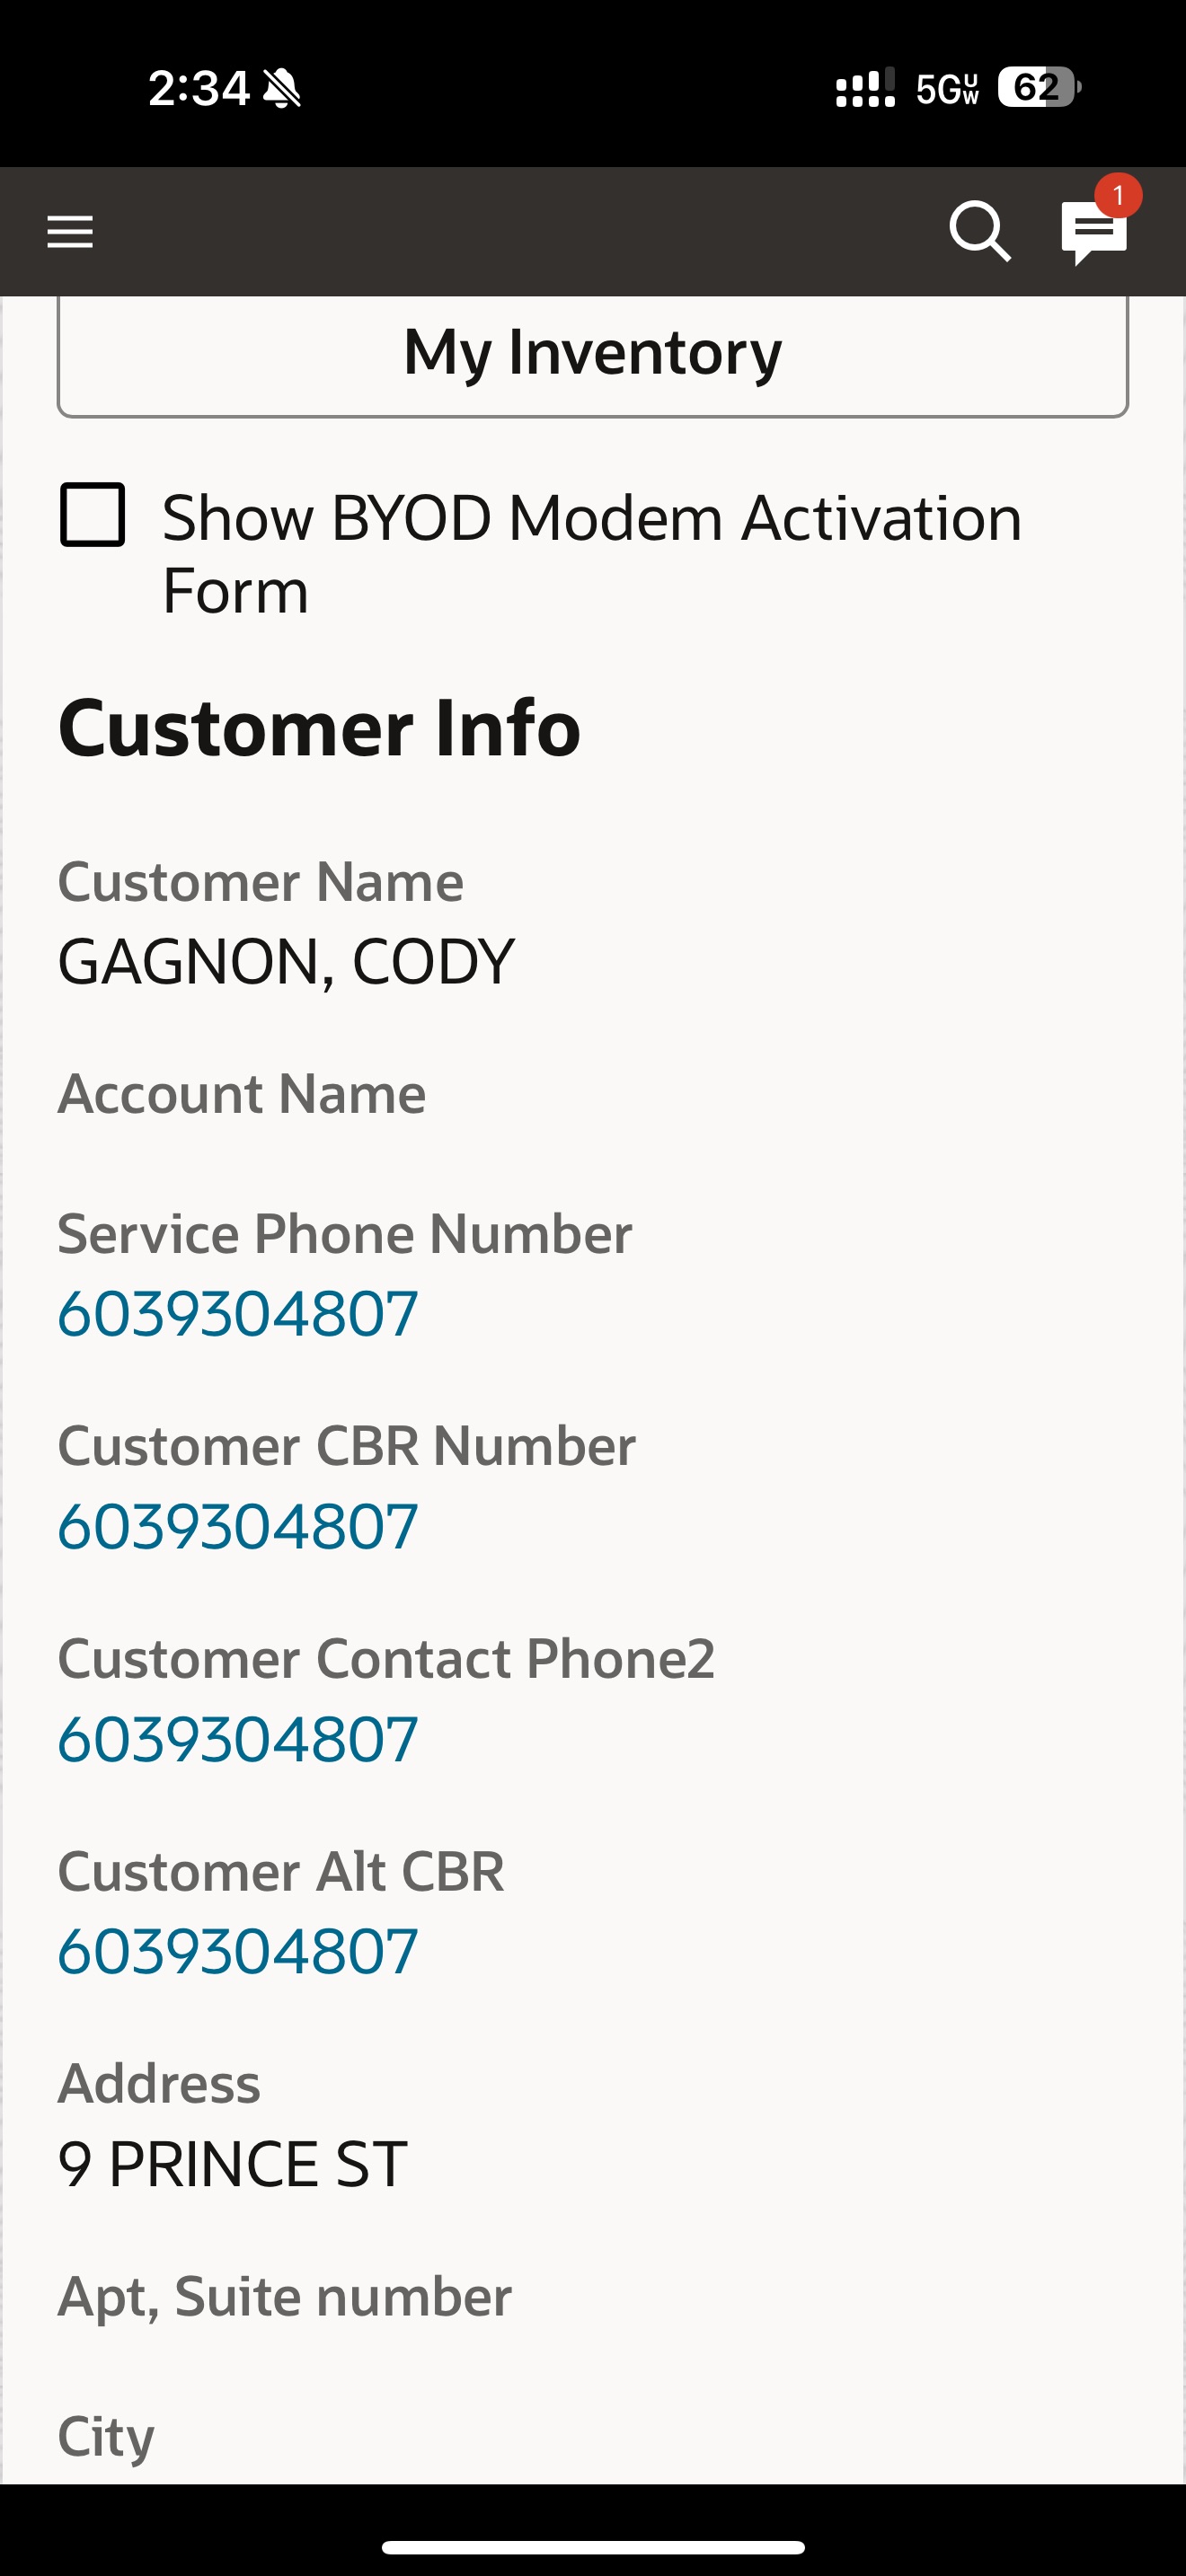 2:34
5G UW
62
1
My Inventory
Show BYOD Modem Activation
Form
Customer Info
Customer Name
GAGNON, CODY
Account Name
Service Phone Number
6039304807
Customer CBR Number
6039304807
Customer Contact Phone2
6039304807
Customer Alt CBR
6039304807
Address
9 PRINCE ST
Apt, Suite number
City